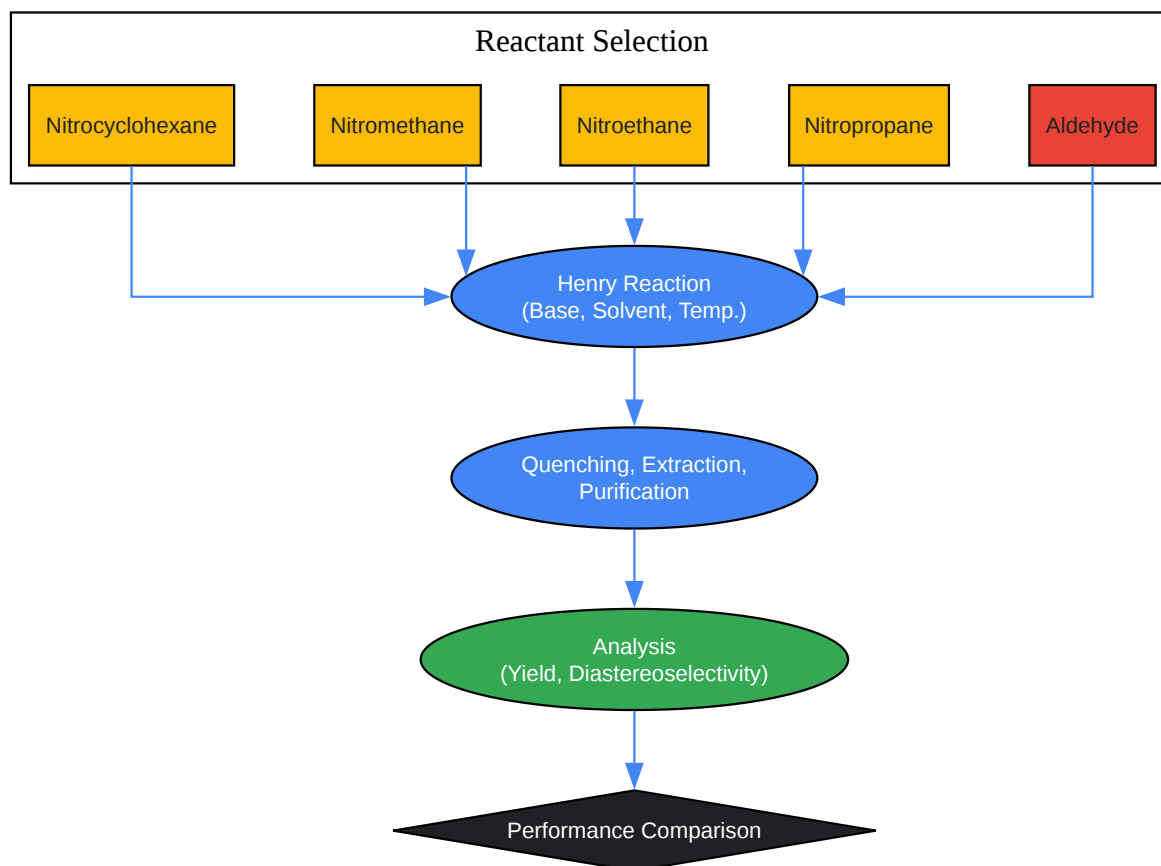 Reactant Selection
Nitrocyclohexane
Nitromethane
Nitroethane
Nitropropane
Aldehyde
Henry Reaction
(Base, Solvent, Temp.)
Quenching, Extraction,
Purification
Analysis
(Yield, Diastereoselectivity)
Performance Comparison